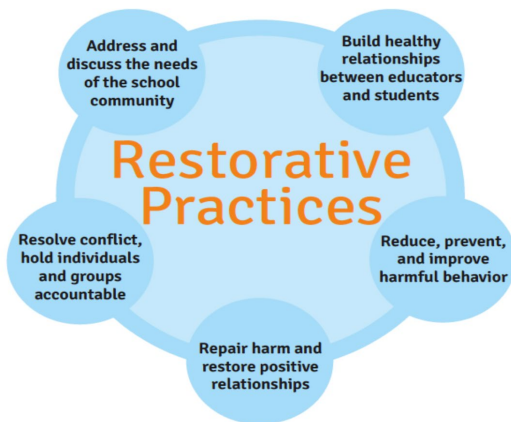 Address and
discuss the needs
of the school
community
Build healthy
relationships
between educators
and students
Restorative
Practices
Resolve conflict,
hold individuals
and groups
accountable
Reduce, prevent,
and improve
harmful behavior
Repair harm and
restore positive
relationships